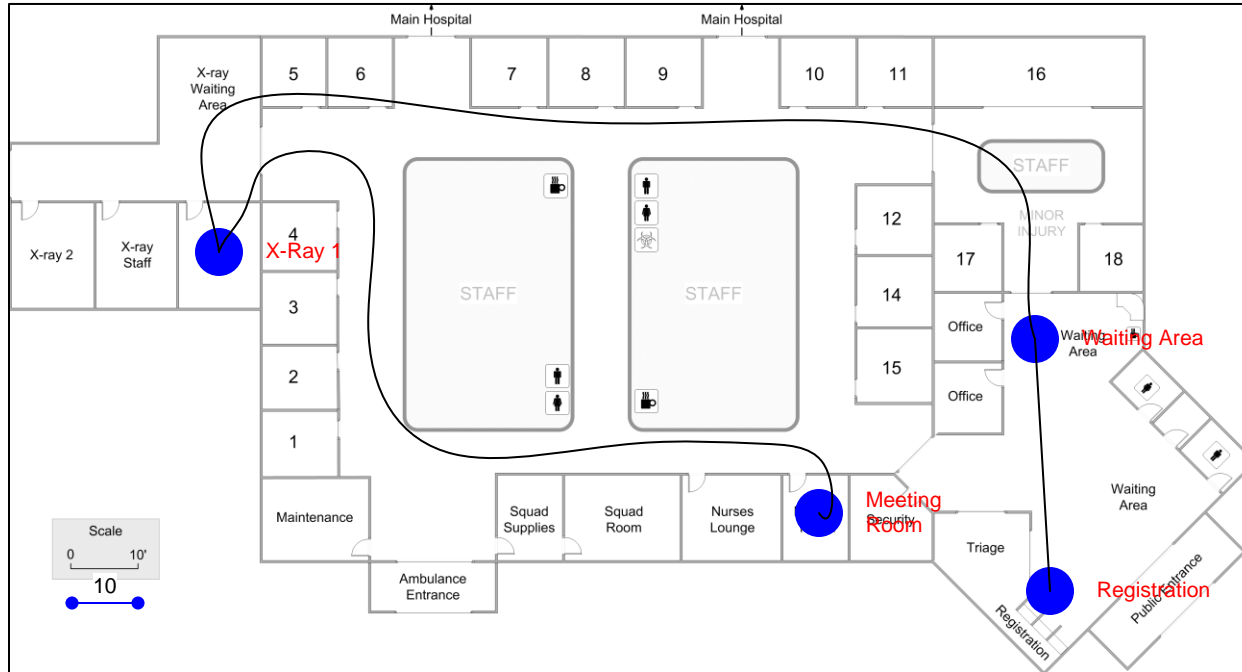 Main Hospital
Main Hospital
X-ray
Waiting
Area
5
6
7
8
9
10
11
16
STAFF
MINOR
INJURY
12
17
18
X-ray 2
X-ray
Staff
X-Ray 1
4
STAFF
STAFF
14
3
Office
Waiting
Area
Waiting Area
15
2
Office
1
Maintenance
Squad
Supplies
Squad
Room
Nurses
Lounge
Meeting
Room
Security
Waiting
Area
Triage
Scale
0
10'
10
Ambulance
Entrance
Registration
Registration
Public Entrance